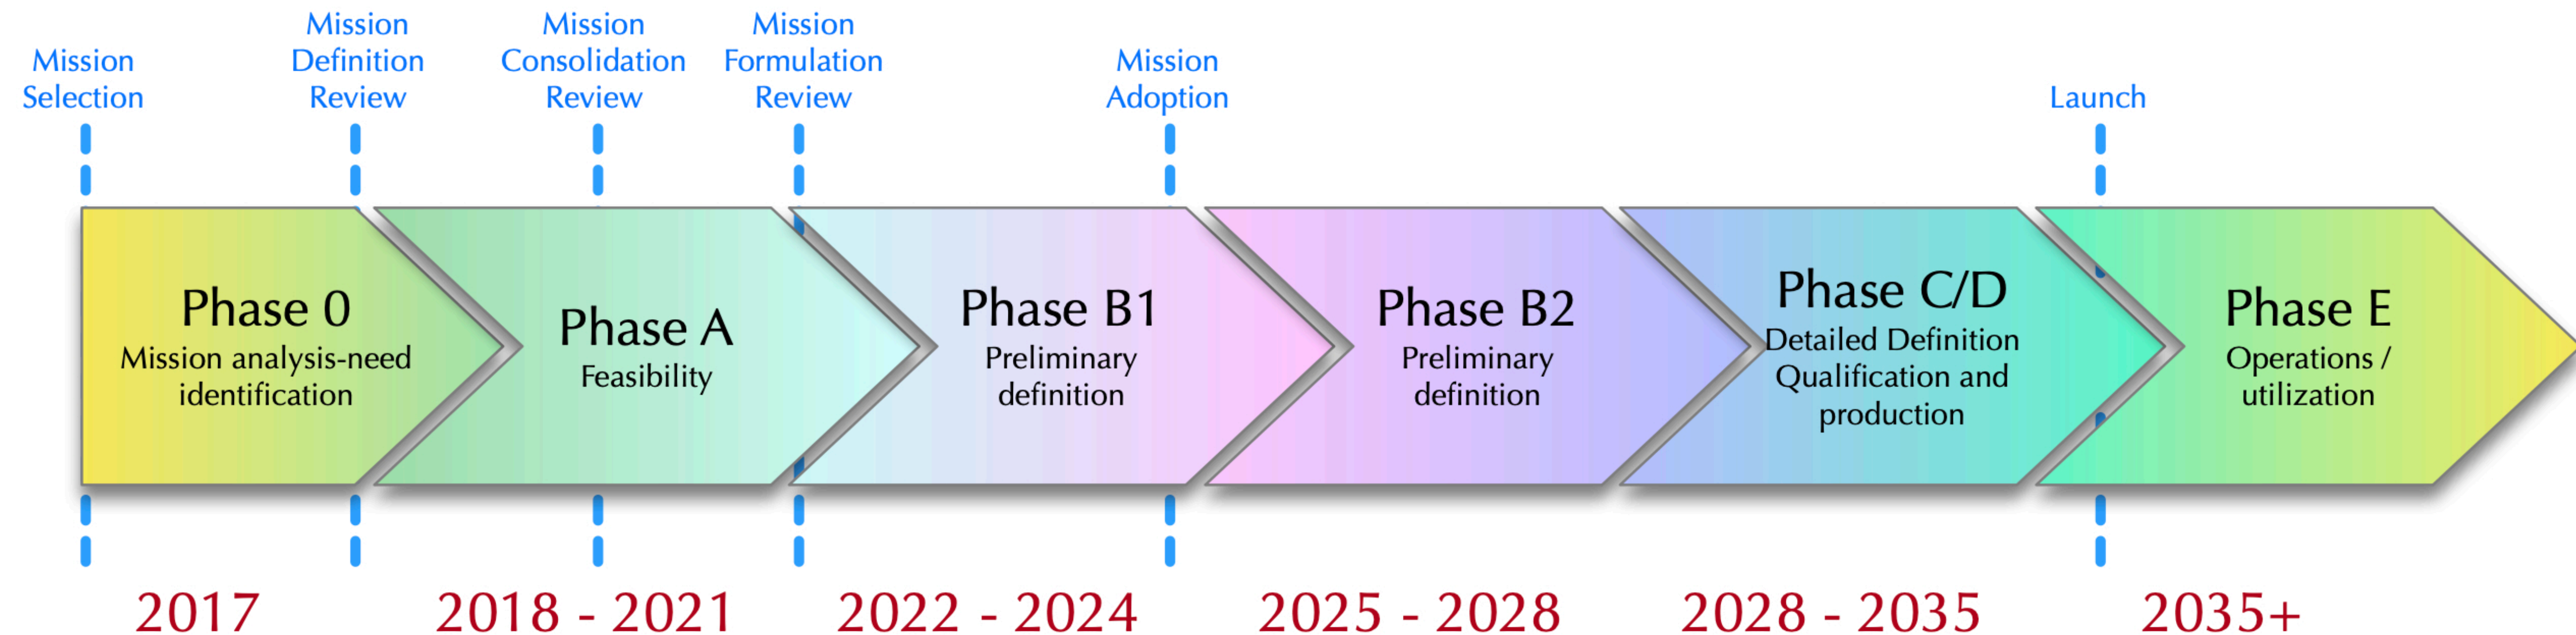 Mission
Selection
Mission
Definition
Review
Mission
Consolidation
Review
Mission
Formulation
Review
Mission
Adoption
Launch
Phase 0
Mission analysis-need
identification
Phase A
Feasibility
Phase B1
Preliminary
definition
Phase B2
Preliminary
definition
Phase C/D
Detailed Definition
Qualification and
production
Phase E
Operations /
utilization
2017
2018 - 2021
2022 - 2024
2025 - 2028
2028 - 2035
2035+